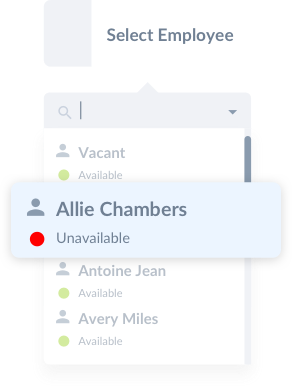 Select Employee
Vacant
Available
Allie Chambers
Unavailable
Antoine Jean
Available
Avery Miles
Available